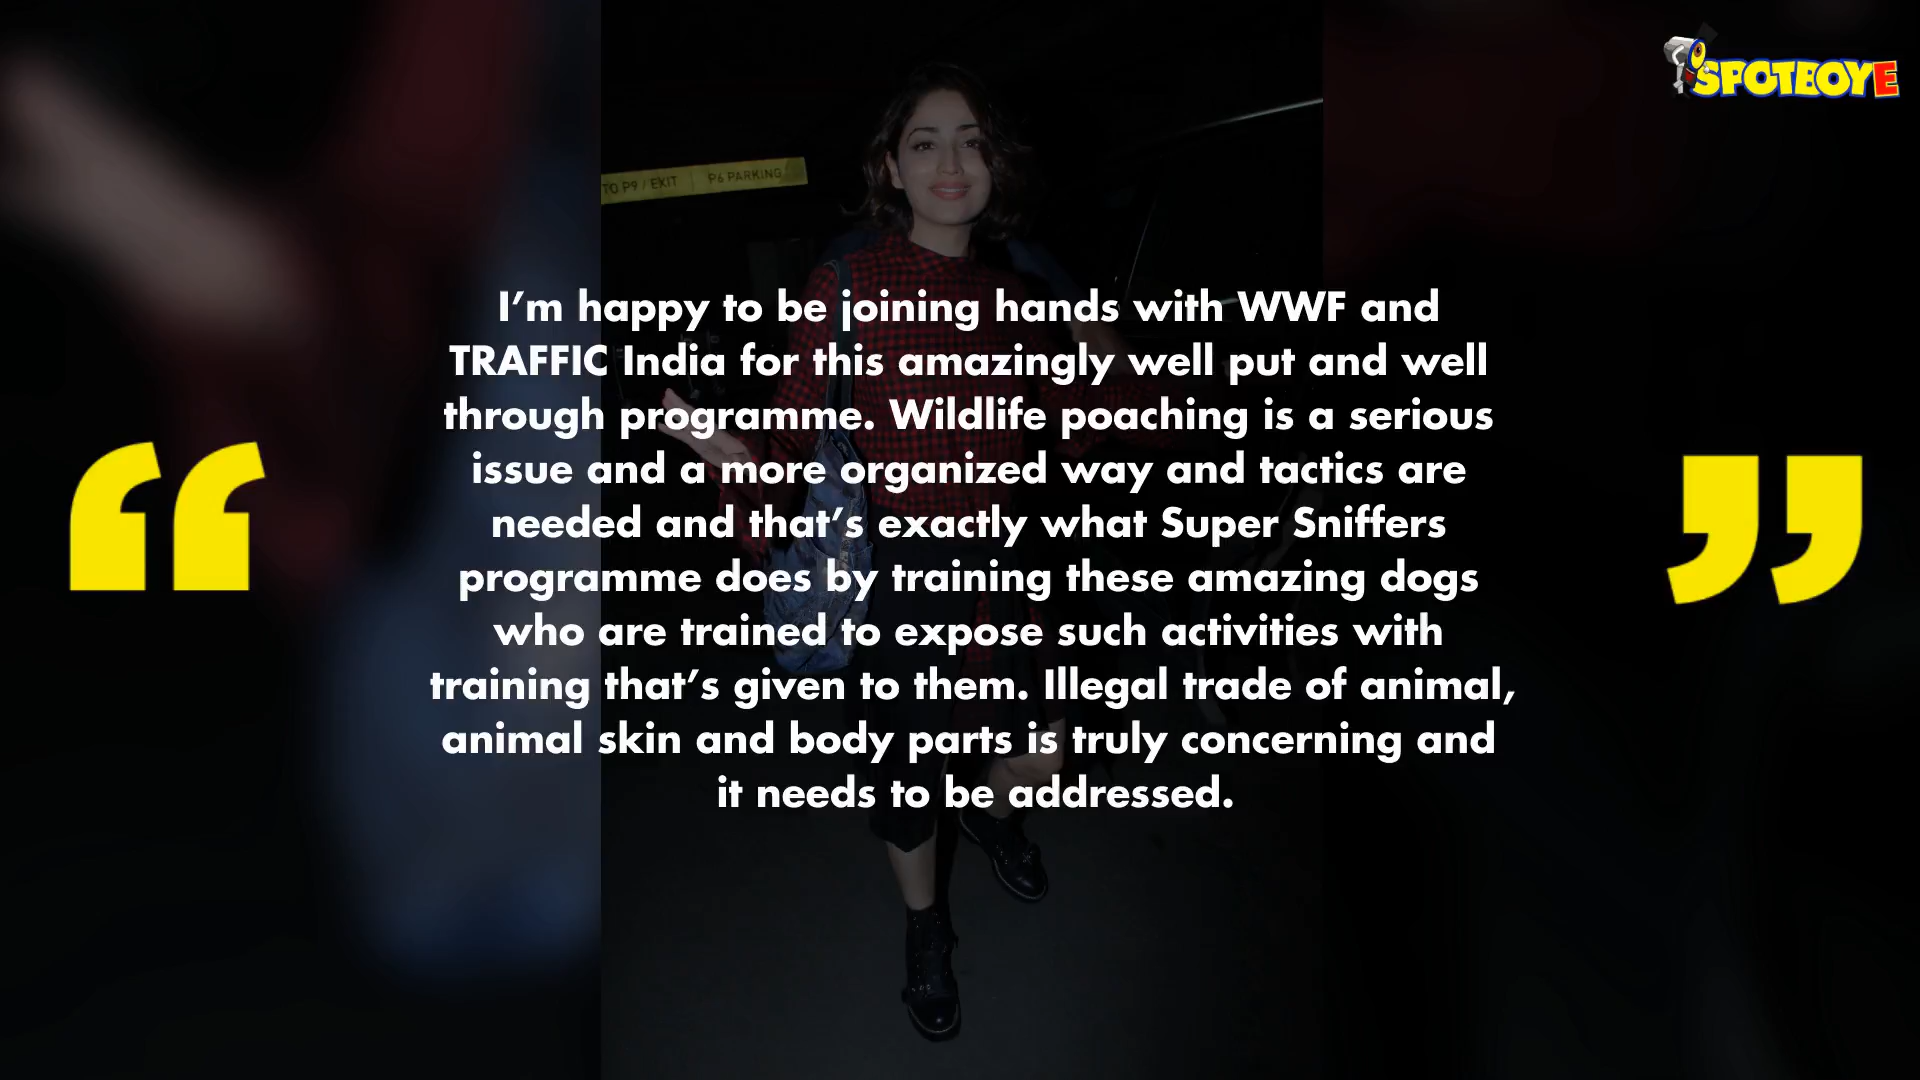 SPOTBOYE
TO P9 / EXIT
P6 PARKING
“
I’m happy to be joining hands with WWF and
TRAFFIC India for this amazingly well put and well
through programme. Wildlife poaching is a serious
issue and a more organized way and tactics are
needed and that’s exactly what Super Sniffers
programme does by training these amazing dogs
who are trained to expose such activities with
training that’s given to them. Illegal trade of animal,
animal skin and body parts is truly concerning and
it needs to be addressed.
”